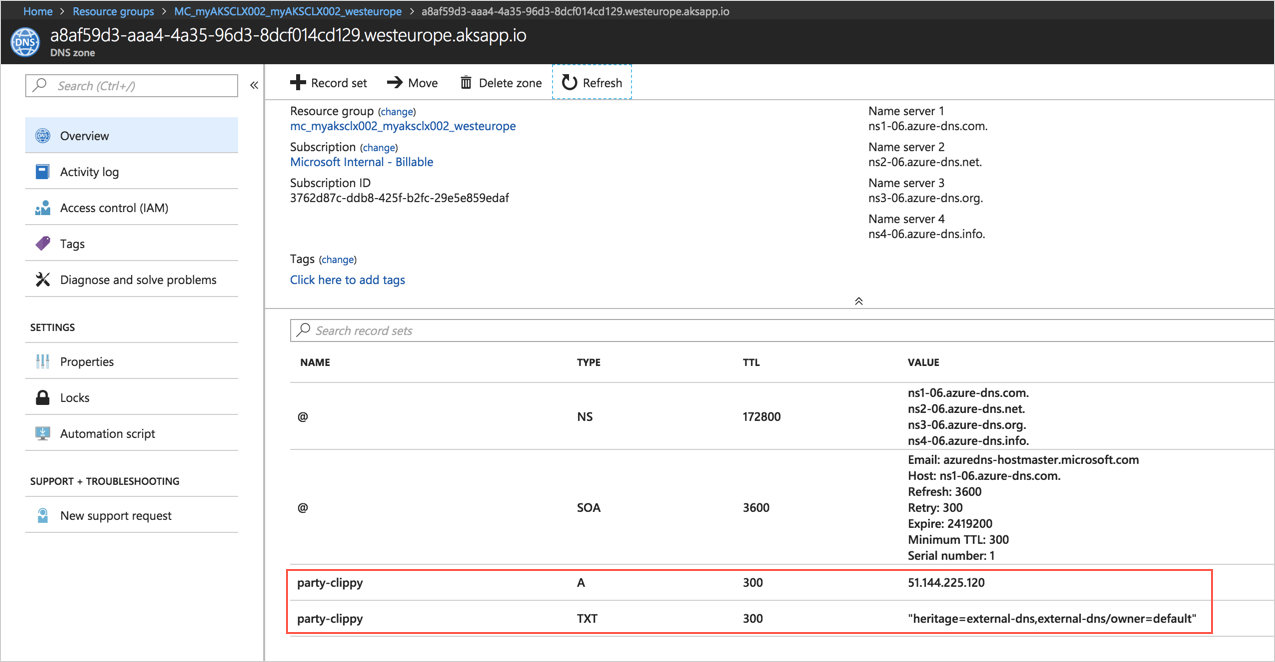 Home > Resource groups > MC_myAKSCLX002_myAKSCLX002_westeurope > a8af59d3-aaa4-4a35-96d3-8dcf014cd129.westeurope.aksapp.io
DNS
a8af59d3-aaa4-4a35-96d3-8dcf014cd129.westeurope.aksapp.io
DNS zone
Search (Ctrl+/)
«
Overview
Activity log
Access control (IAM)
Tags
Diagnose and solve problems
SETTINGS
Properties
Locks
Automation script
SUPPORT + TROUBLESHOOTING
New support request
Record set Move Delete zone Refresh
Resource group (change)
mc_myaksclx002_myaksclx002_westeurope
Subscription (change)
Microsoft Internal - Billable
Subscription ID
3762d87c-ddb8-425f-b2fc-29e5e859edaf
Name server 1
ns1-06.azure-dns.com.
Name server 2
ns2-06.azure-dns.net.
Name server 3
ns3-06.azure-dns.org.
Name server 4
ns4-06.azure-dns.info.
Tags (change)
Click here to add tags
Search record sets
NAME TYPE TTL VALUE
@ NS 172800
ns1-06.azure-dns.com.
ns2-06.azure-dns.net.
ns3-06.azure-dns.org.
ns4-06.azure-dns.info.
@ SOA 3600
Email: azuredns-hostmaster.microsoft.com
Host: ns1-06.azure-dns.com.
Refresh: 3600
Retry: 300
Expire: 2419200
Minimum TTL: 300
Serial number: 1
party-clippy A 300 51.144.225.120
party-clippy TXT 300 "heritage=external-dns,external-dns/owner=default"